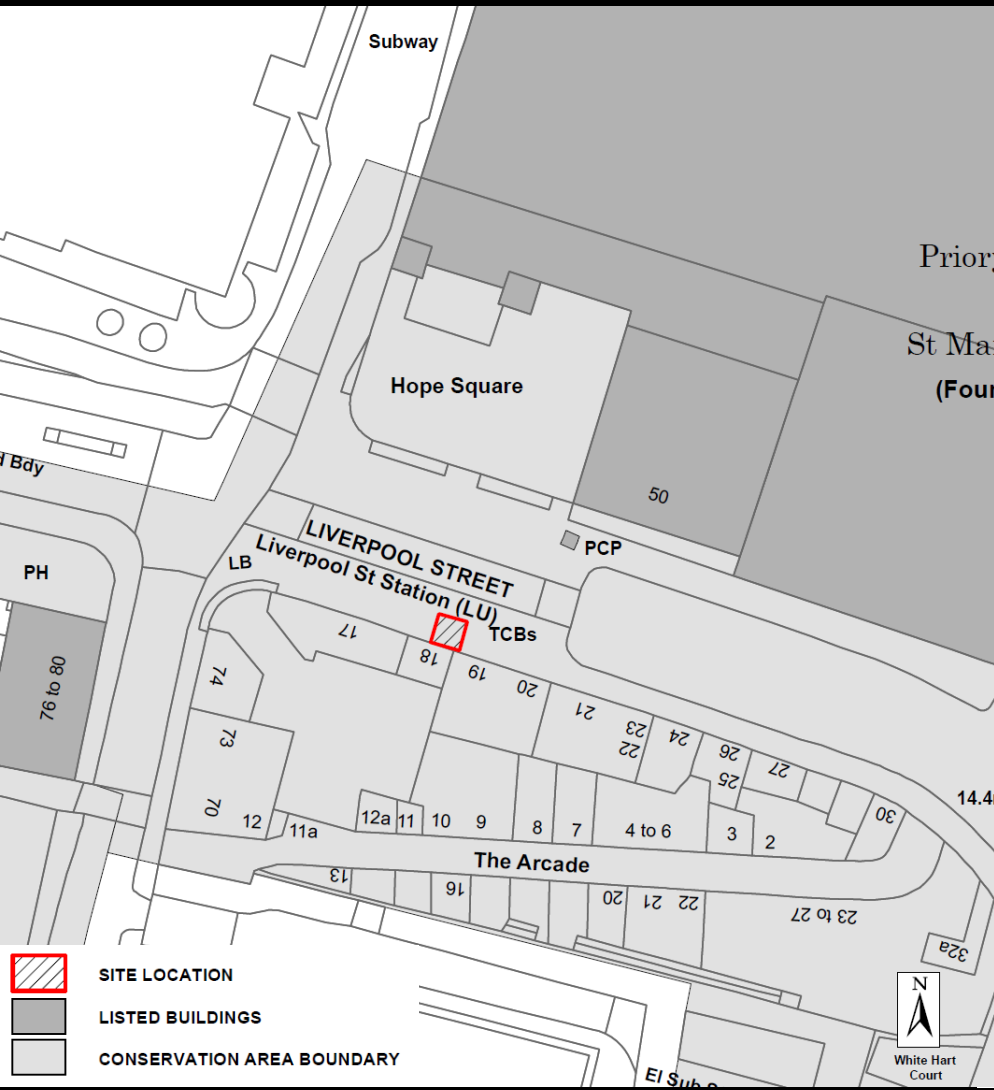 Subway
Priory
St Ma
(Foun
Hope Square
d Bdy
50
PCP
LIVERPOOL STREET
Liverpool St Station (LU)
LB
PH
TCBs
17
18
19
20
21
23
22
24
26
25
27
30
76 to 80
74
73
70
14.4
12
11a
12a
11
10
9
8
7
4 to 6
3
2
The Arcade
13
16
20
21
22
23 to 27
32a
SITE LOCATION
LISTED BUILDINGS
CONSERVATION AREA BOUNDARY
N
White Hart
Court
El Sub S